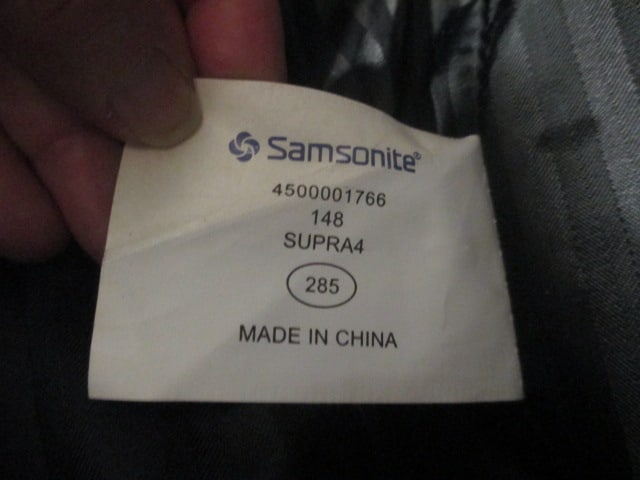 Samsonite®
4500001766
148
SUPRA4
285
MADE IN CHINA